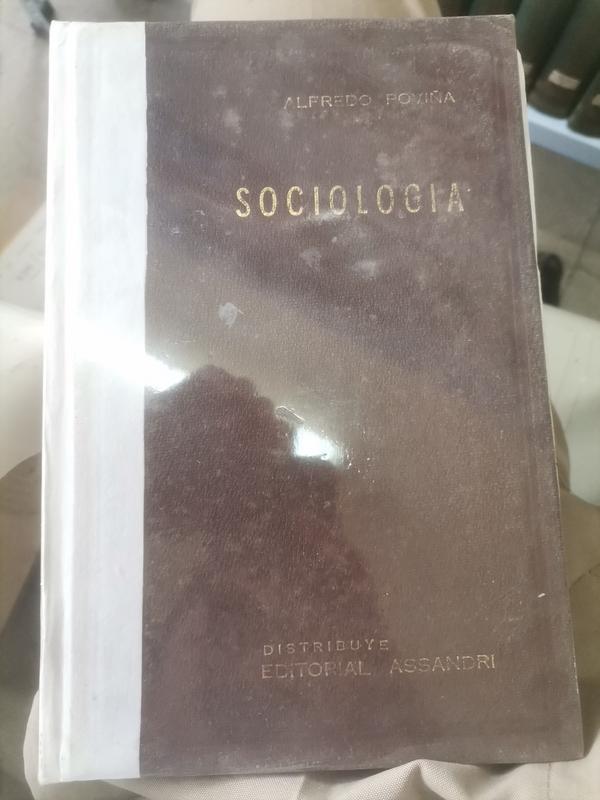 ALFREDO POVIÑA
SOCIOLOGIA
DISTRIBUYE
EDITORIAL ASSANDRI